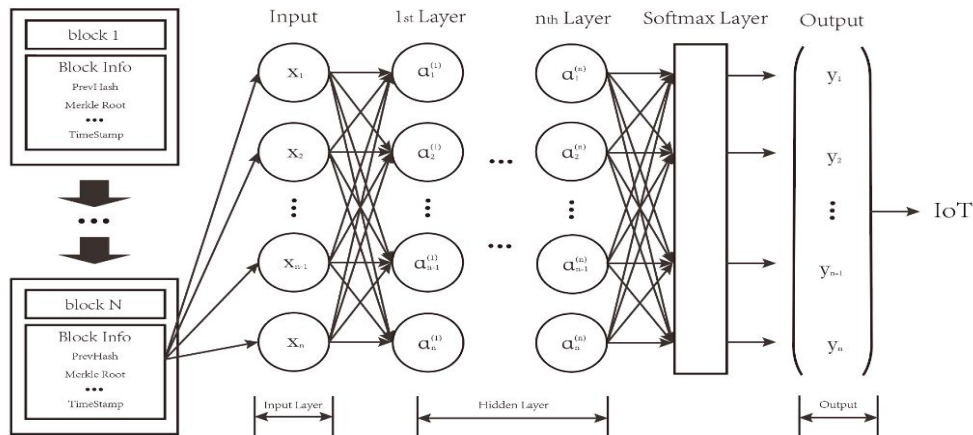 block 1
Block Info
PrevHash
Merkle Root
•••
TimeStamp
•••
block N
Block Info
PrevHash
Merkle Root
•••
TimeStamp
Input
x₁
x₂
⋮
xₙ₋₁
xₙ
Input Layer
1st Layer
a₁⁽¹⁾
a₂⁽¹⁾
⋮
aₙ₋₁⁽¹⁾
aₙ⁽¹⁾
•••
•••
nth Layer
a₁⁽ⁿ⁾
a₂⁽ⁿ⁾
⋮
aₙ₋₁⁽ⁿ⁾
aₙ⁽ⁿ⁾
Hidden Layer
Softmax Layer
Output
y₁
y₂
⋮
yₙ₋₁
yₙ
Output
IoT